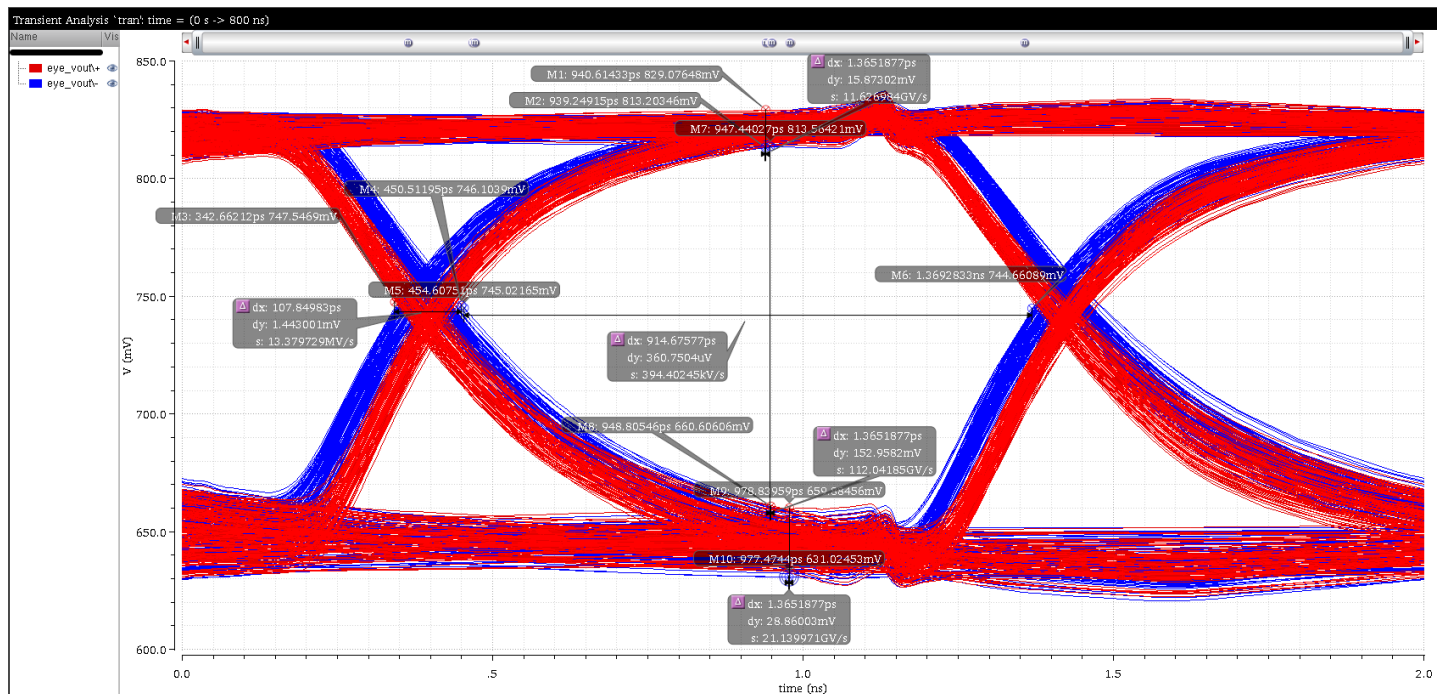 Transient Analysis `tran': time = (0 s -> 800 ns)
Name Vis
eye_vout\+
eye_vout\-
850.0
800.0
750.0
700.0
650.0
600.0
V (mV)
M1: 940.61433ps 829.07648mV
M2: 939.24915ps 813.20346mV
dx: 1.3651877ps
dy: 15.87302mV
s: 11.626984GV/s
M7: 947.44027ps 813.56421mV
M4: 450.51195ps 746.1039mV
M3: 342.66212ps 747.5469mV
M6: 1.3692833ns 744.66089mV
M5: 454.60751ps 745.02165mV
dx: 107.84983ps
dy: 1.443001mV
s: 13.379729MV/s
dx: 914.67577ps
dy: 360.7504uV
s: 394.40245kV/s
M8: 948.80546ps 660.60606mV
dx: 1.3651877ps
dy: 152.9582mV
s: 112.04185GV/s
M9: 978.83959ps
M10: 977.4744ps 631.02453mV
dx: 1.3651877ps
dy: 28.86003mV
s: 21.139971GV/s
0.0 .5 1.0 1.5 2.0
time (ns)